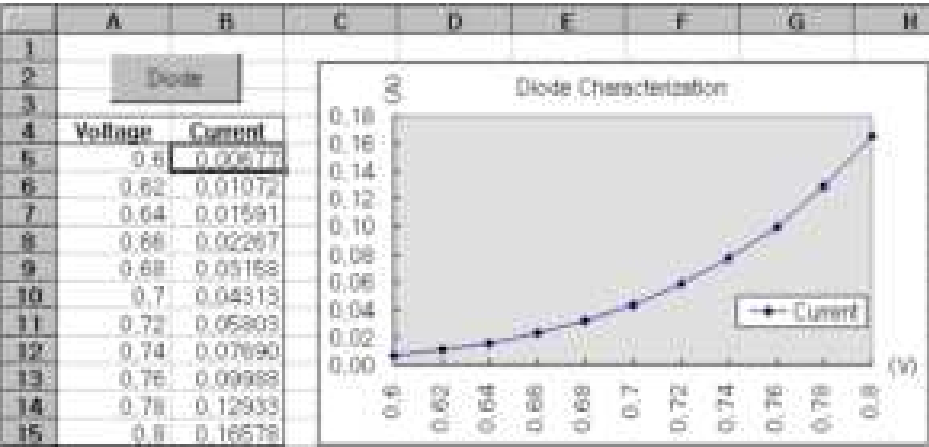 A B C D E F G H
1
2 Diode
3
4 Voltage Current
5 0.6 0.00677
6 0.62 0.01072
7 0.64 0.01591
8 0.66 0.02267
9 0.68 0.03158
10 0.7 0.04313
11 0.72 0.05803
12 0.74 0.07690
13 0.76 0.09988
14 0.78 0.12933
15 0.8 0.16578
Diode Characterization
(A)
0.18
0.16
0.14
0.12
0.10
0.08
0.06
0.04
0.02
0.00
Current
(V)
0.6 0.62 0.64 0.66 0.68 0.7 0.72 0.74 0.76 0.78 0.8